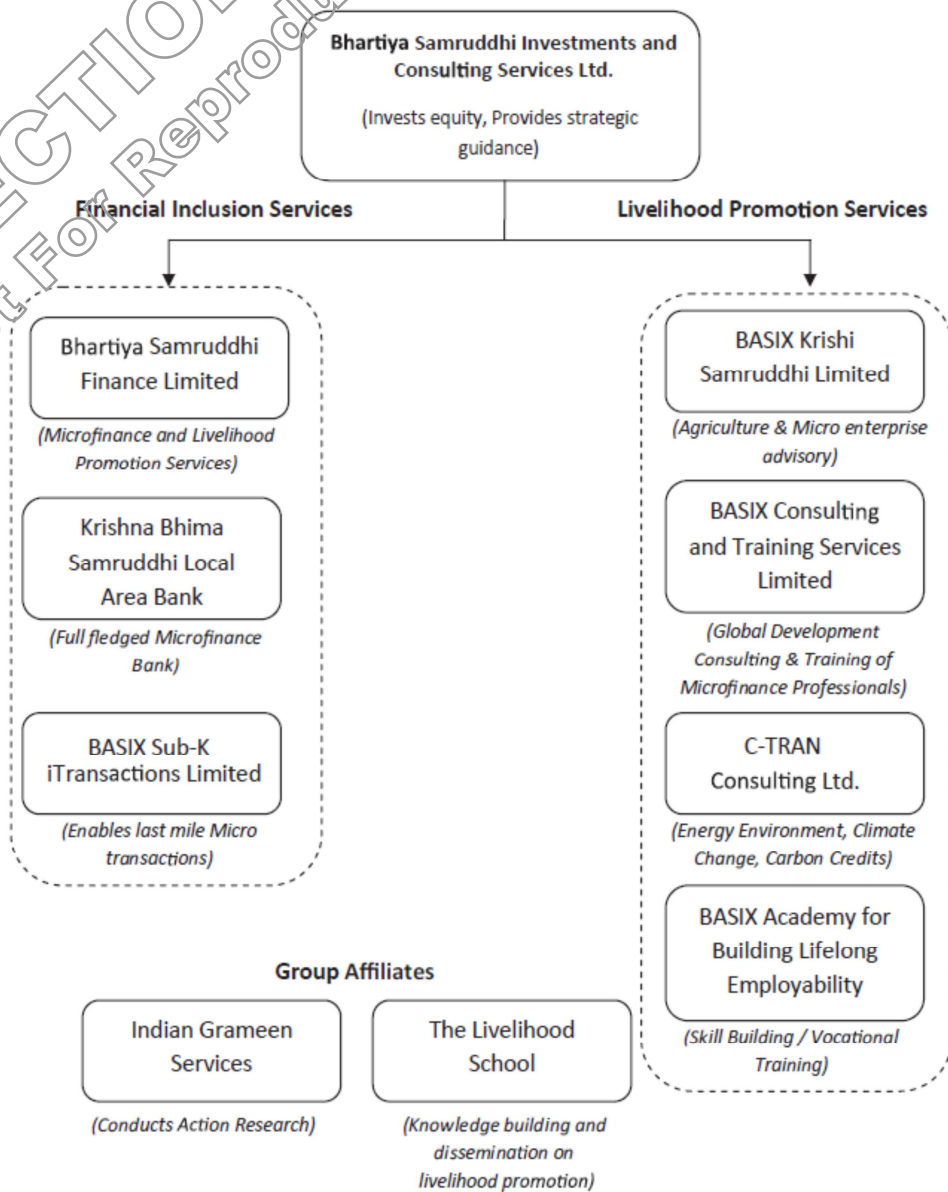 Bhartiya Samruddhi Investments and
Consulting Services Ltd.
(Invests equity, Provides strategic
guidance)
Financial Inclusion Services
Livelihood Promotion Services
Bhartiya Samruddhi
Finance Limited
(Microfinance and Livelihood
Promotion Services)
Krishna Bhima
Samruddhi Local
Area Bank
(Full fledged Microfinance
Bank)
BASIX Sub-K
iTransactions Limited
(Enables last mile Micro
transactions)
BASIX Krishi
Samruddhi Limited
(Agriculture & Micro enterprise
advisory)
BASIX Consulting
and Training Services
Limited
(Global Development
Consulting & Training of
Microfinance Professionals)
C-TRAN
Consulting Ltd.
(Energy Environment, Climate
Change, Carbon Credits)
BASIX Academy for
Building Lifelong
Employability
(Skill Building / Vocational
Training)
Group Affiliates
Indian Grameen
Services
(Conducts Action Research)
The Livelihood
School
(Knowledge building and
dissemination on
livelihood promotion)
For